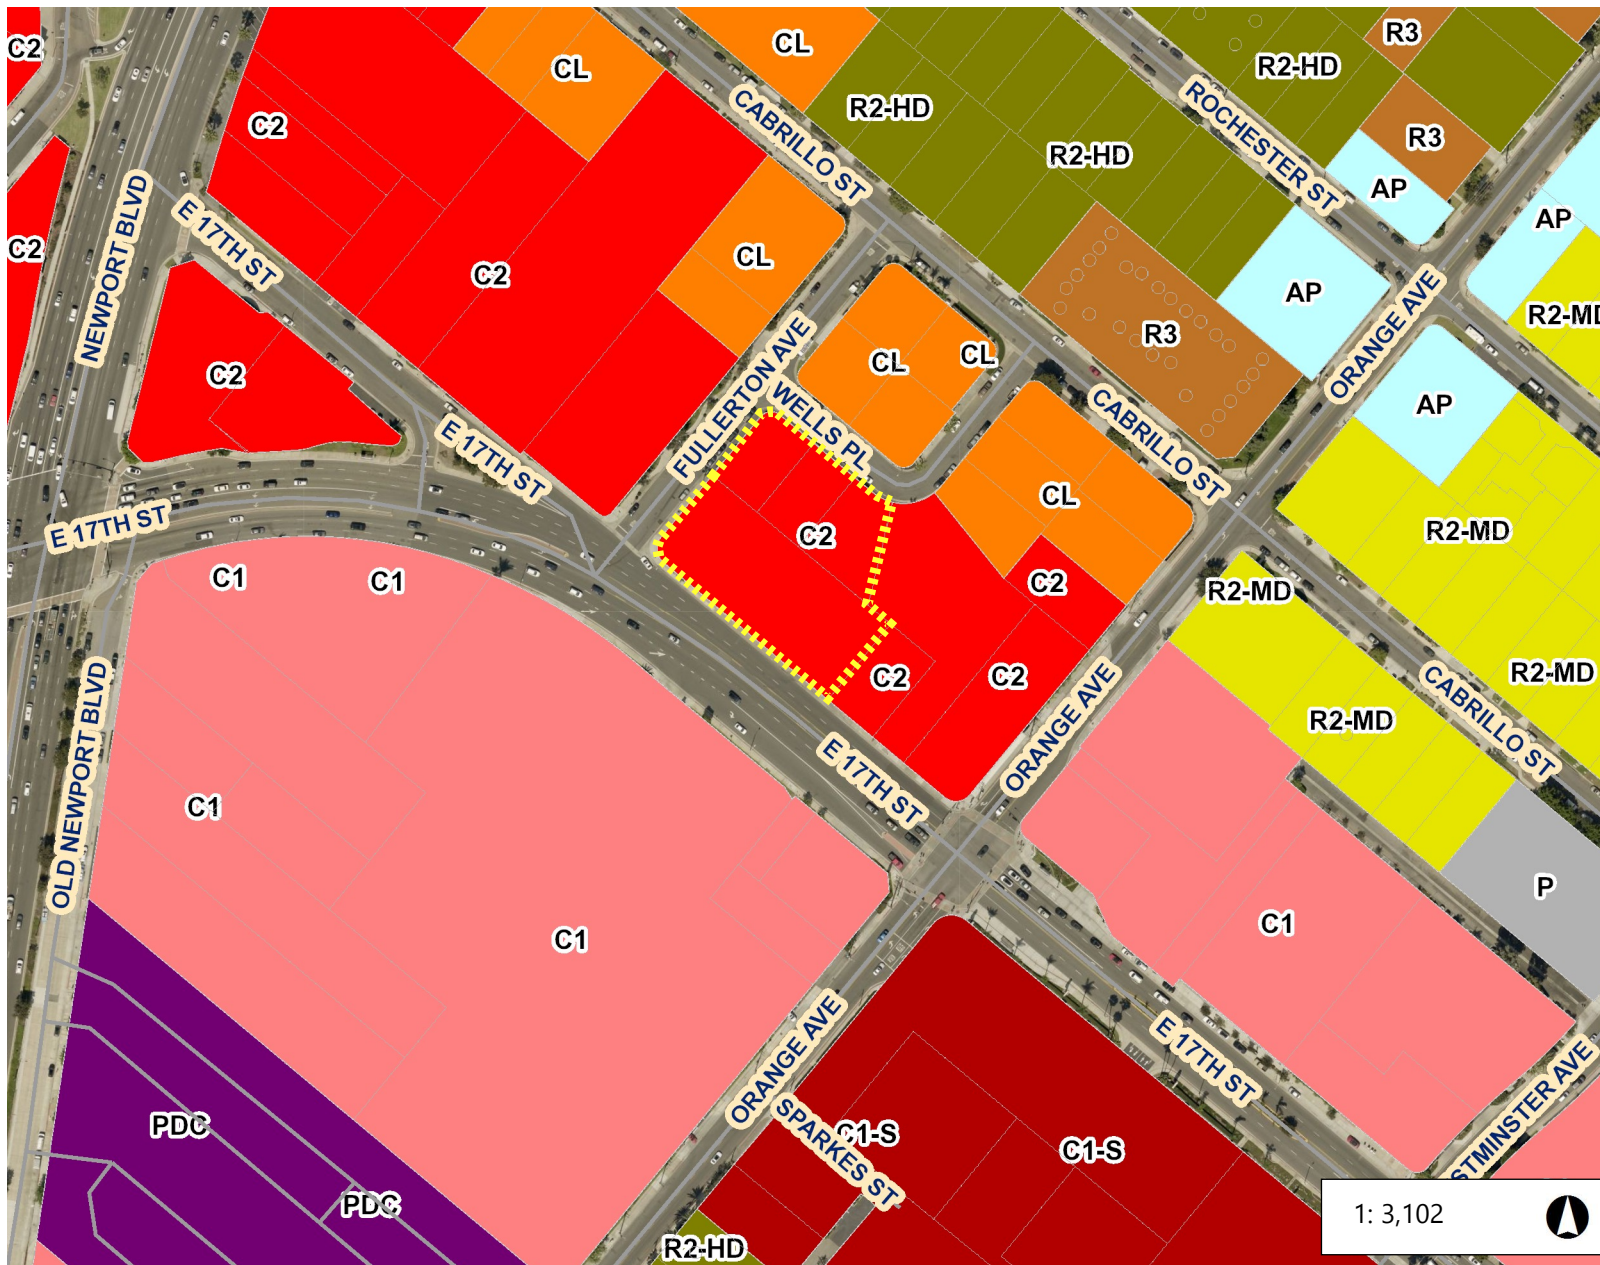 C2
CL
CL
R3
R2-HD
R2-HD
C2
CABRILLO ST
ROCHESTER ST
R3
R2-HD
AP
NEWPORT BLVD
E 17TH ST
AP
C2
C2
CL
AP
ORANGE AVE
R2-MD
R3
FULLERTON AVE
CL
CL
C2
WELLS PL
CABRILLO ST
AP
E 17TH ST
E 17TH ST
CL
C2
R2-MD
C1
C1
C2
R2-MD
OLD NEWPORT BLVD
C2
C2
ORANGE AVE
R2-MD
CABRILLO ST
R2-MD
E 17TH ST
C1
P
C1
C1
ORANGE AVE
E 17TH ST
STMINSTER AVE
PDC
SPARKES ST
C1-S
C1-S
PDC
R2-HD
1: 3,102